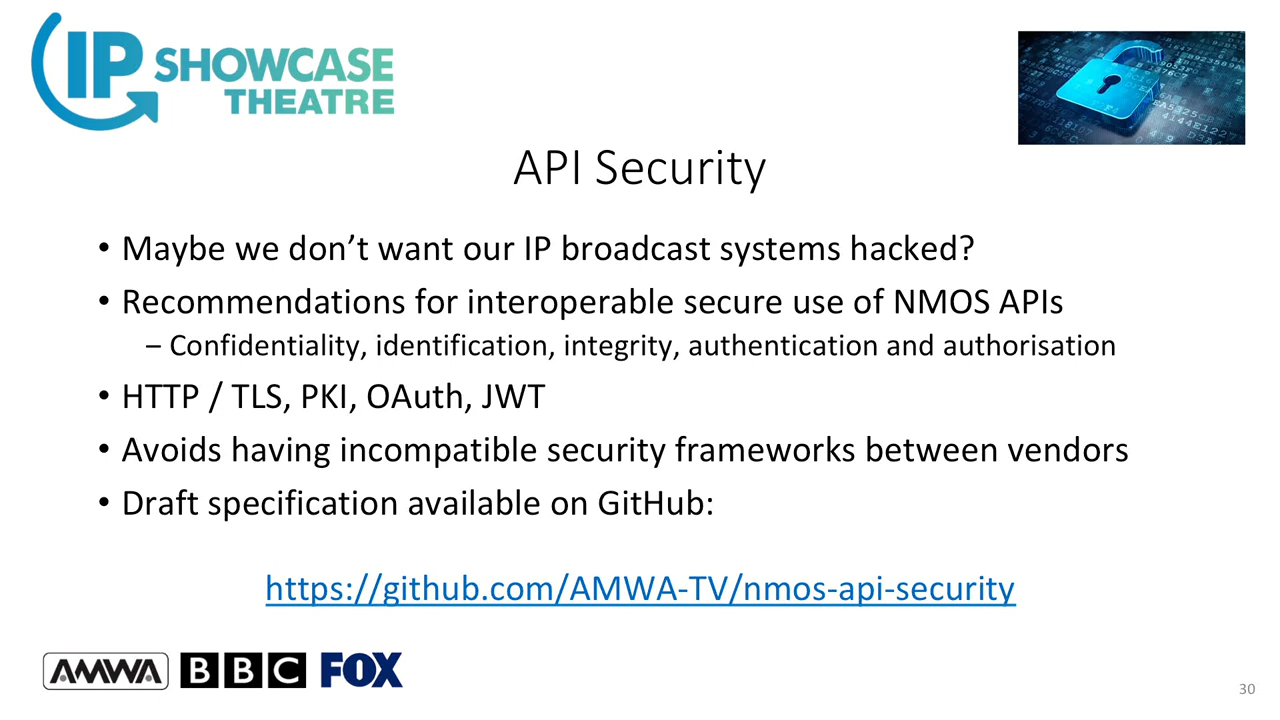 IP SHOWCASE
THEATRE
API Security
• Maybe we don’t want our IP broadcast systems hacked?
• Recommendations for interoperable secure use of NMOS APIs
– Confidentiality, identification, integrity, authentication and authorisation
• HTTP / TLS, PKI, OAuth, JWT
• Avoids having incompatible security frameworks between vendors
• Draft specification available on GitHub:
https://github.com/AMWA-TV/nmos-api-security
AMWA BBC FOX
30